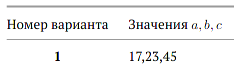 Номер варианта Значения a, b, c
1 17,23,45